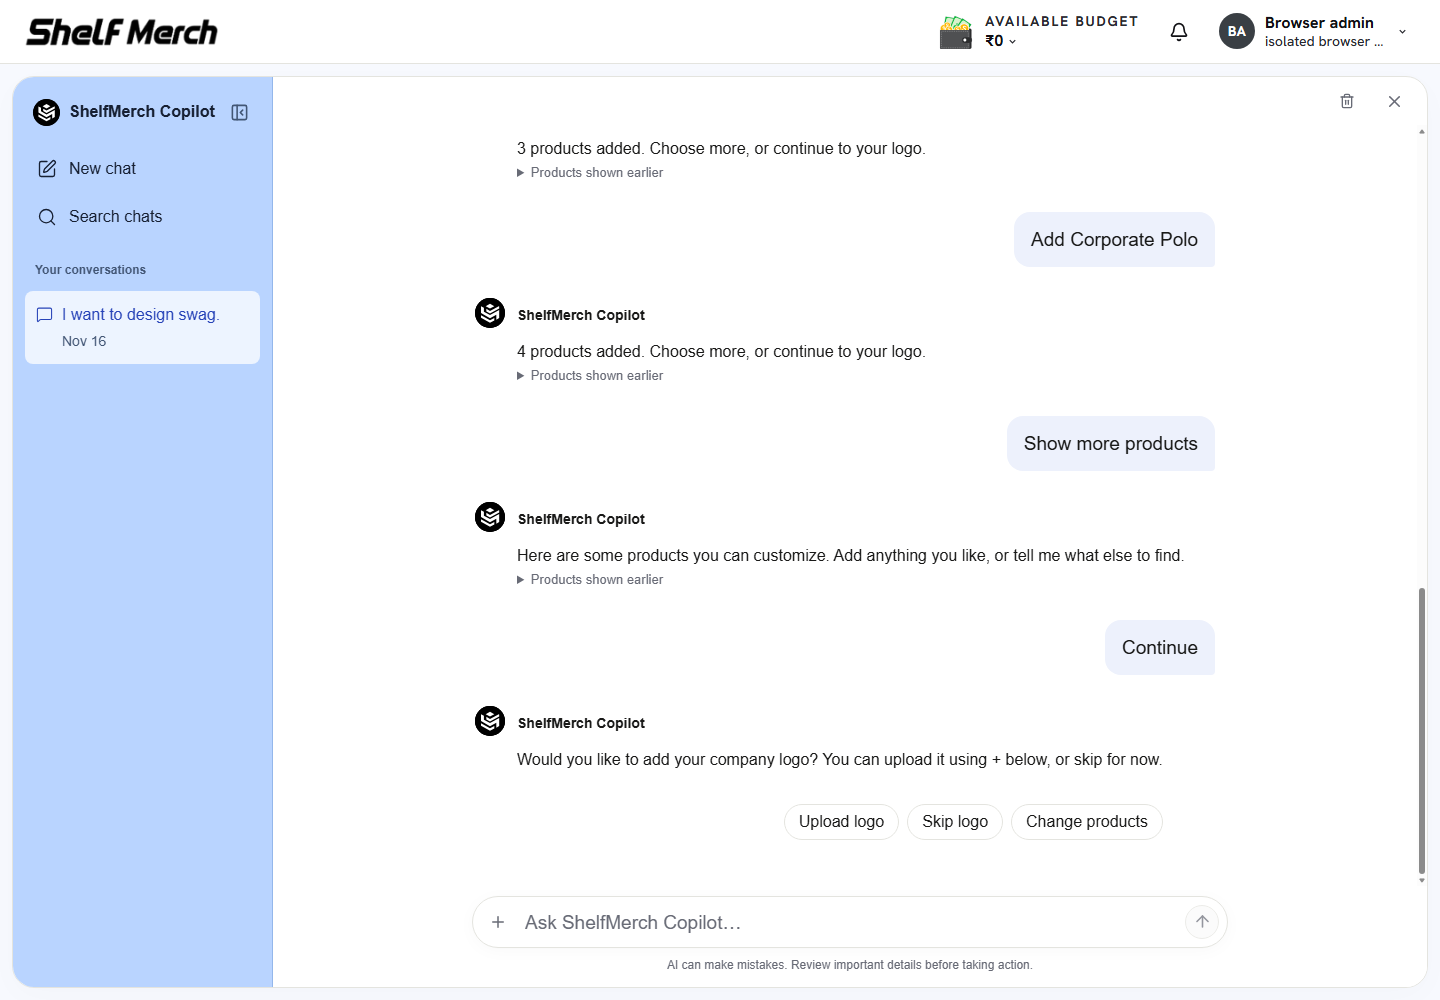 Shelf Merch
AVAILABLE BUDGET
₹0
BA
Browser admin
isolated browser ...
ShelfMerch Copilot
New chat
Search chats
Your conversations
I want to design swag.
Nov 16
3 products added. Choose more, or continue to your logo.
Products shown earlier
Add Corporate Polo
ShelfMerch Copilot
4 products added. Choose more, or continue to your logo.
Products shown earlier
Show more products
ShelfMerch Copilot
Here are some products you can customize. Add anything you like, or tell me what else to find.
Products shown earlier
Continue
ShelfMerch Copilot
Would you like to add your company logo? You can upload it using + below, or skip for now.
Upload logo
Skip logo
Change products
Ask ShelfMerch Copilot…
AI can make mistakes. Review important details before taking action.